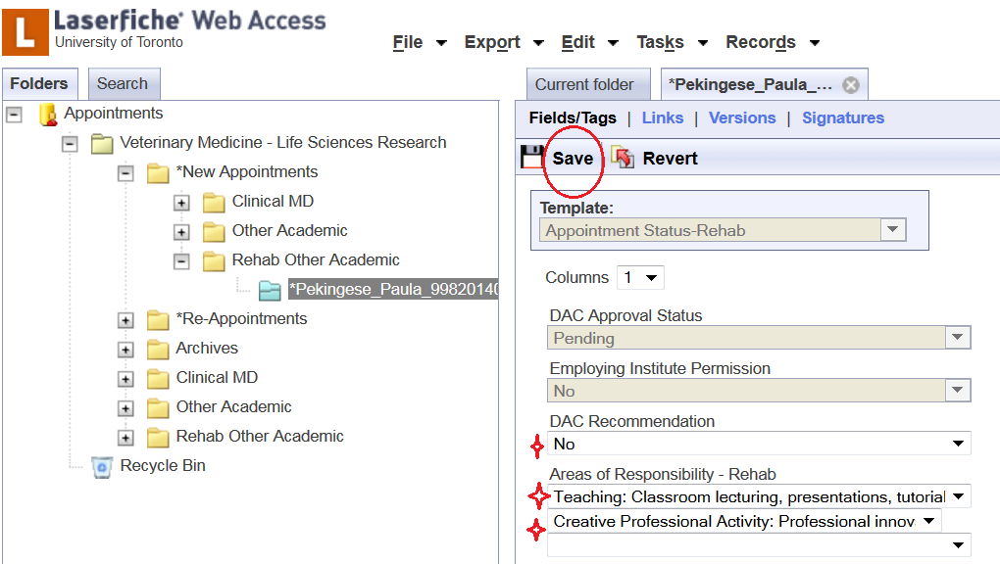 Laserfiche® Web Access
University of Toronto
File Export Edit Tasks Records
Folders Search
Appointments
Veterinary Medicine - Life Sciences Research
*New Appointments
Clinical MD
Other Academic
Rehab Other Academic
*Pekingese_Paula_99820140
*Re-Appointments
Archives
Clinical MD
Other Academic
Rehab Other Academic
Recycle Bin
Current folder *Pekingese_Paula_...
Fields/Tags | Links | Versions | Signatures
Save Revert
Template:
Appointment Status-Rehab
Columns 1
DAC Approval Status
Pending
Employing Institute Permission
No
DAC Recommendation
No
Areas of Responsibility - Rehab
Teaching: Classroom lecturing, presentations, tutorial
Creative Professional Activity: Professional innov